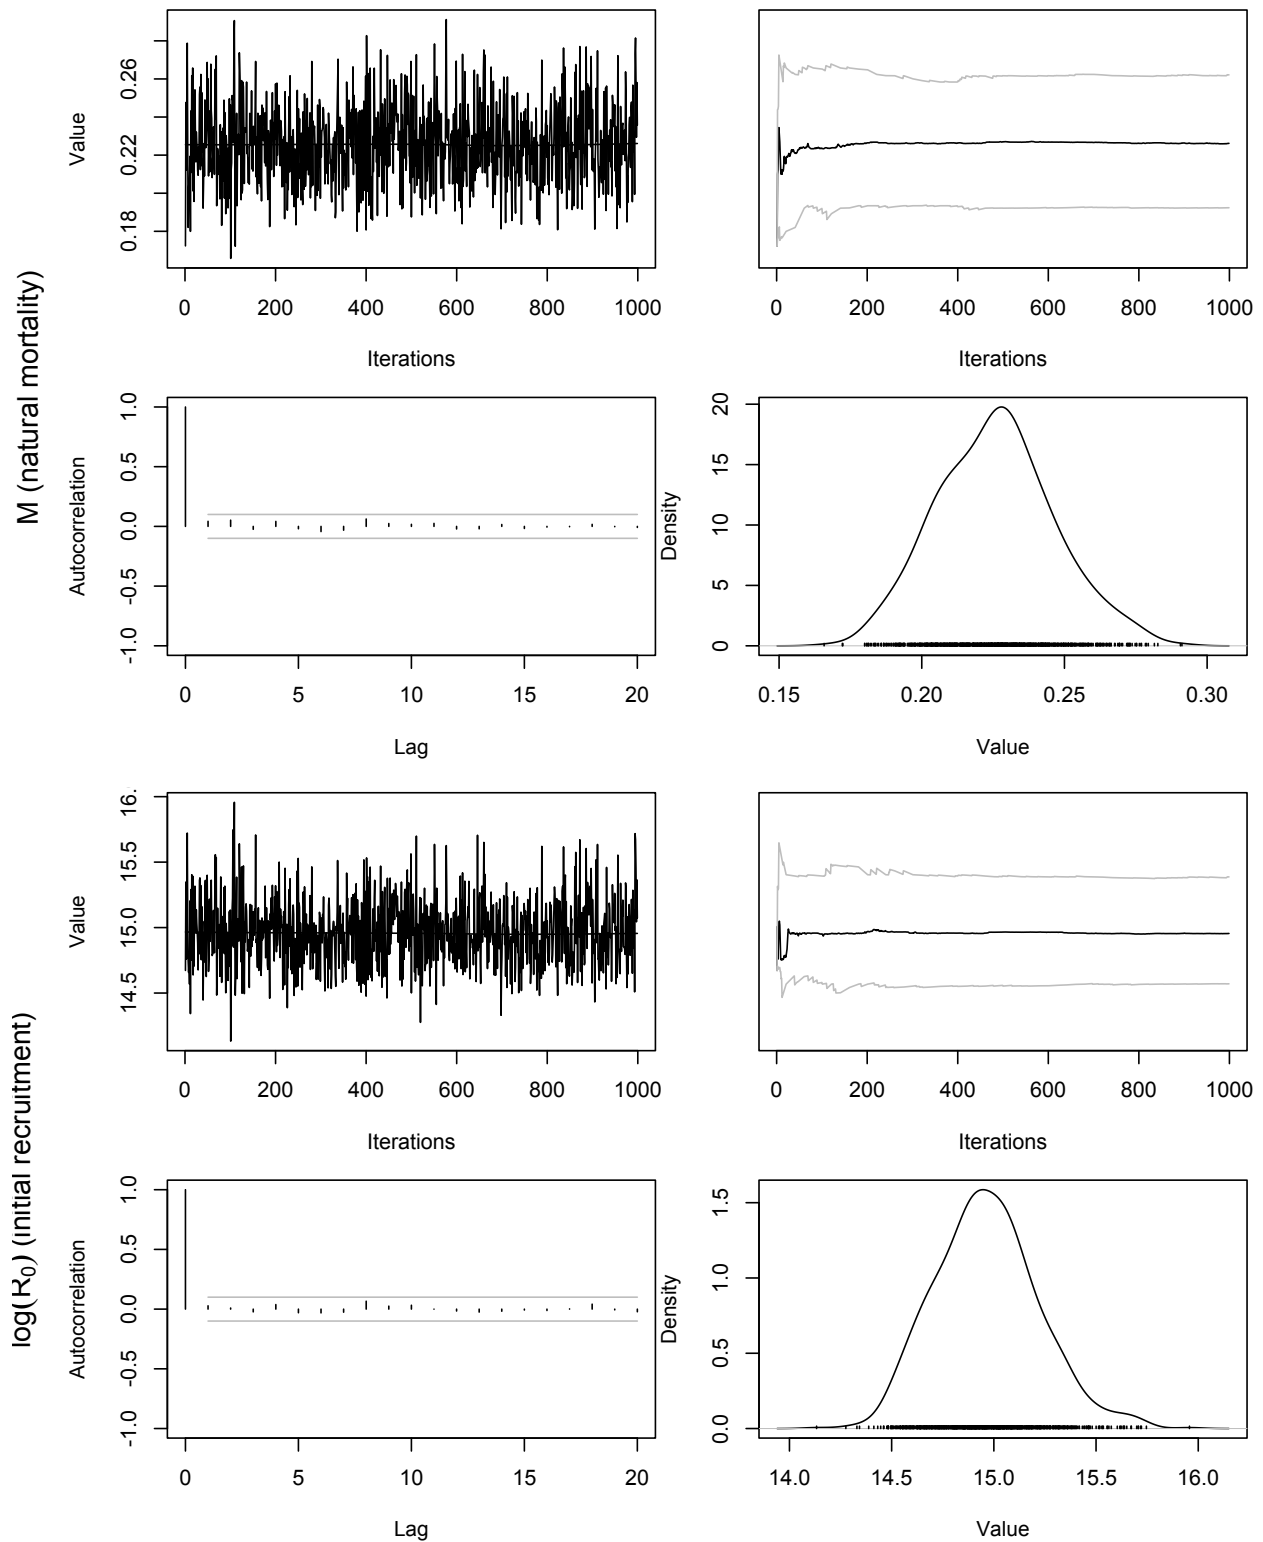 M (natural mortality)
Value
0.18 0.22 0.26
0 200 400 600 800 1000
Iterations
0 200 400 600 800 1000
Iterations
Autocorrelation
-1.0 -0.5 0.0 0.5 1.0
0 5 10 15 20
Lag
Density
0 5 10 15 20
0.15 0.20 0.25 0.30
Value
log(R0) (initial recruitment)
Value
14.5 15.0 15.5 16.
0 200 400 600 800 1000
Iterations
0 200 400 600 800 1000
Iterations
Autocorrelation
-1.0 -0.5 0.0 0.5 1.0
0 5 10 15 20
Lag
Density
0.0 0.5 1.0 1.5
14.0 14.5 15.0 15.5 16.0
Value